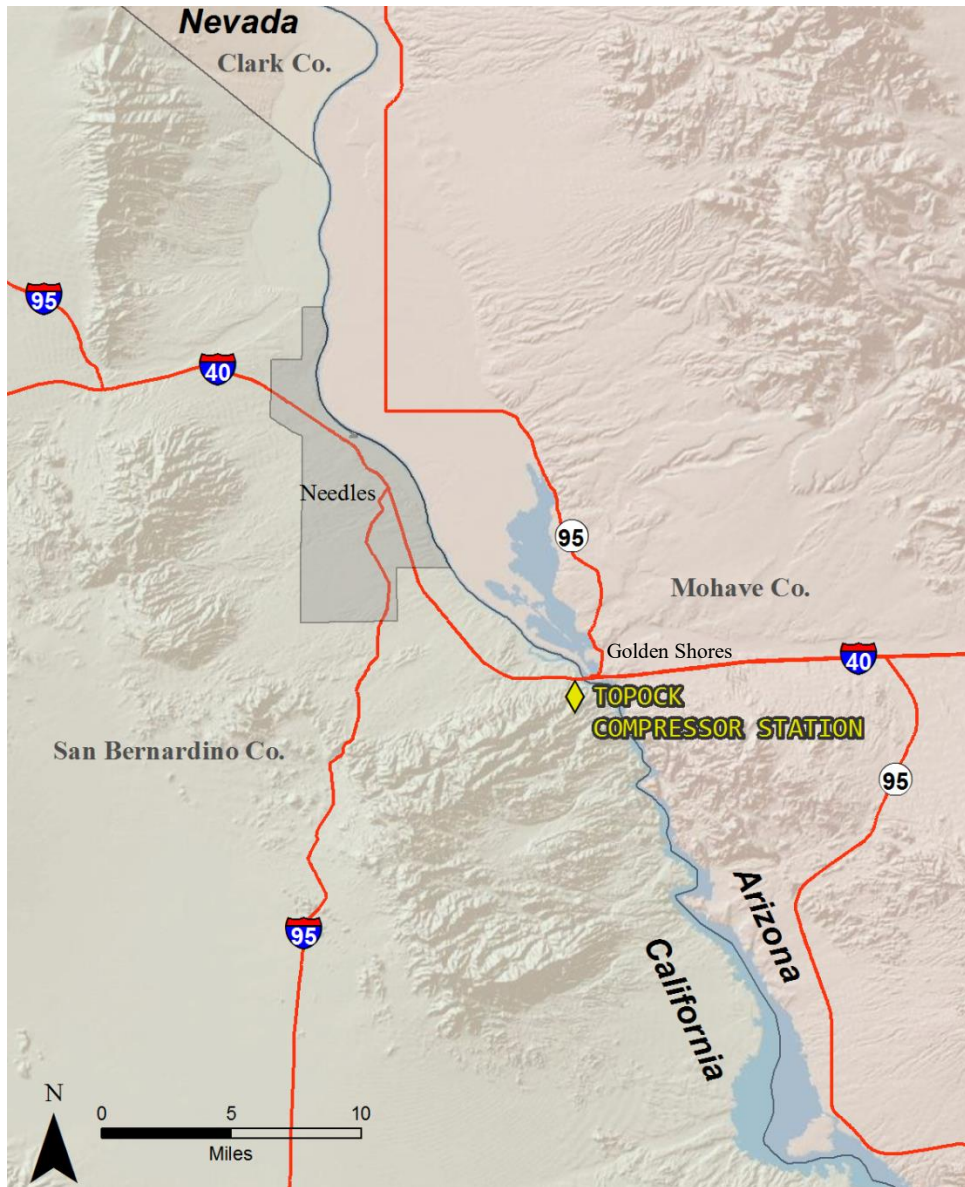 Nevada
Clark Co.
95
40
Needles
95
Mohave Co.
Golden Shores
40
TOPOCK
COMPRESSOR STATION
San Bernardino Co.
95
Arizona
95
California
N
0 5 10
Miles